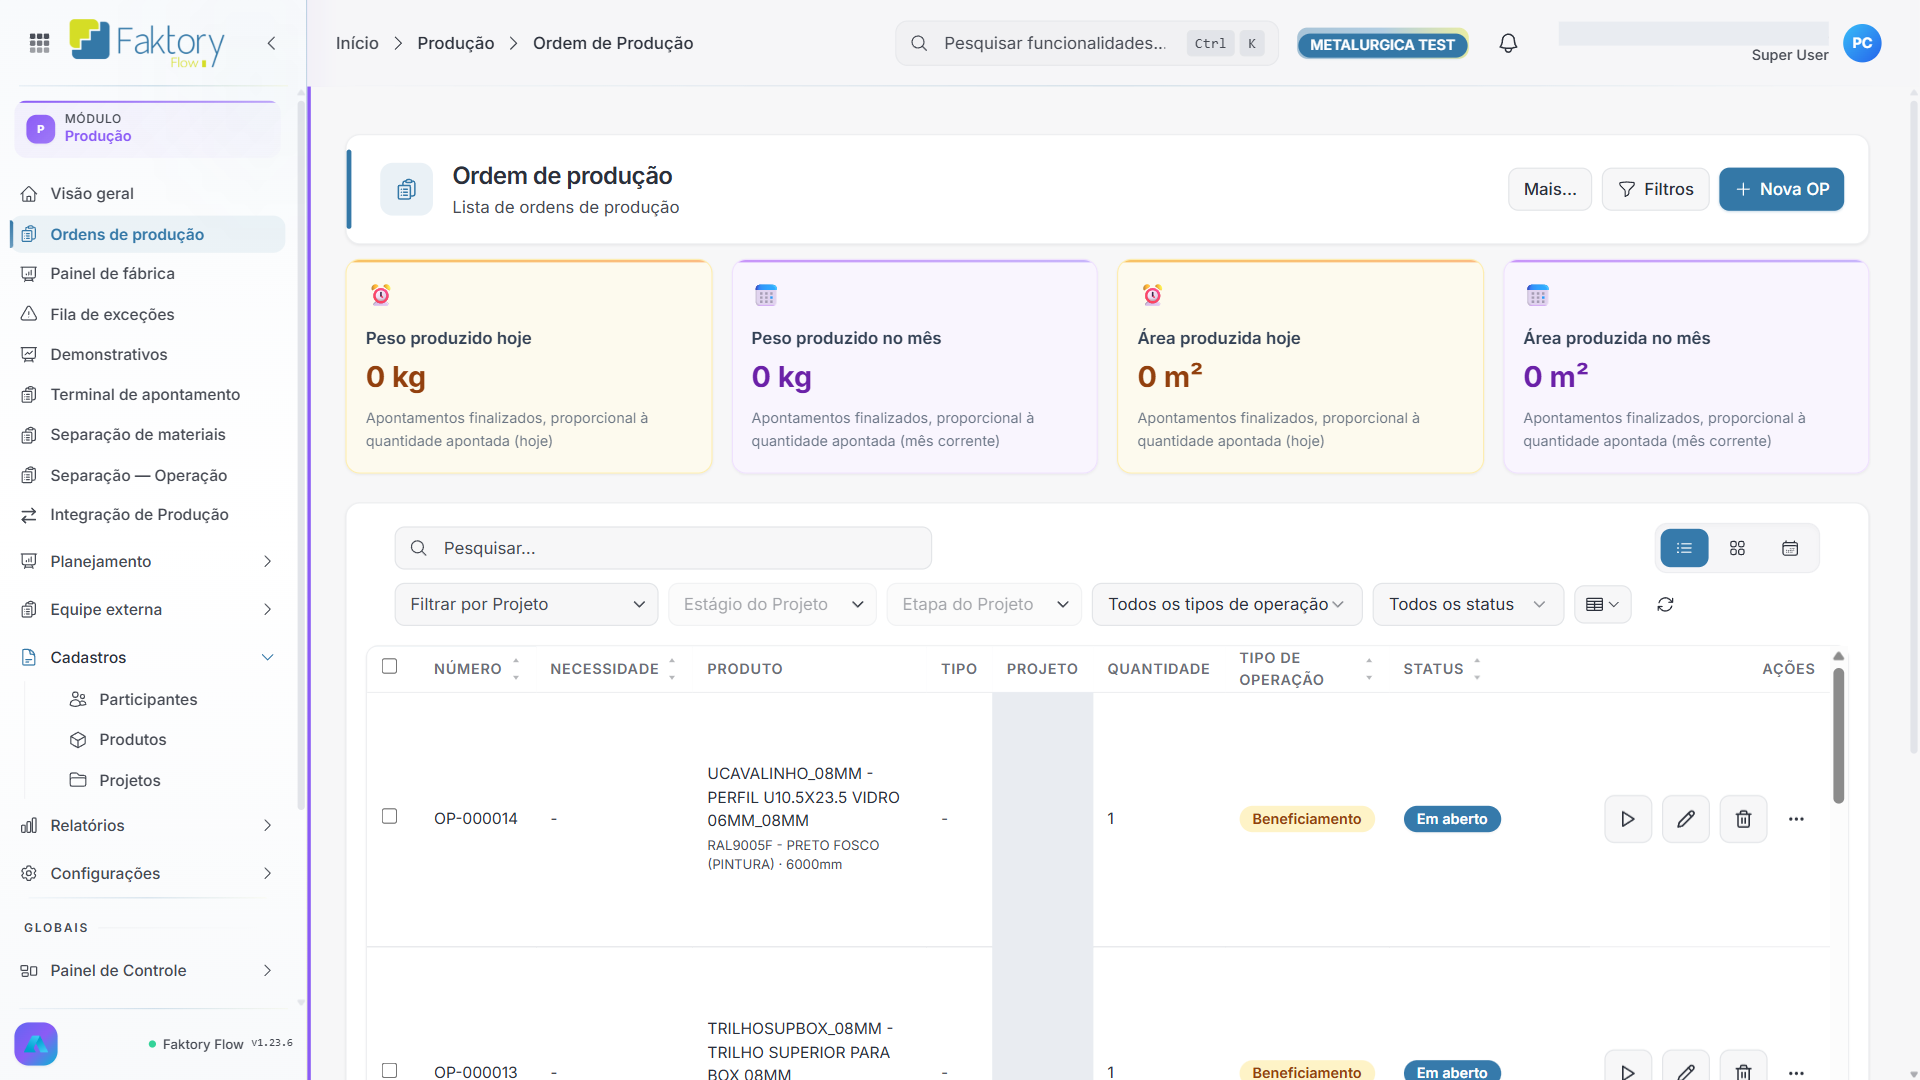 Faktory
Flow
Início
Produção
Ordem de Produção
Pesquisar funcionalidades...
Ctrl
K
METALURGICA TEST
Super User
PC
P
MÓDULO
Produção
Visão geral
Ordens de produção
Painel de fábrica
Fila de exceções
Demonstrativos
Terminal de apontamento
Separação de materiais
Separação — Operação
Integração de Produção
Planejamento
Equipe externa
Cadastros
Participantes
Produtos
Projetos
Relatórios
Configurações
GLOBAIS
Painel de Controle
Faktory Flow v1.23.6
Ordem de produção
Lista de ordens de produção
Mais...
Filtros
Nova OP
Peso produzido hoje
0 kg
Apontamentos finalizados, proporcional à
quantidade apontada (hoje)
Peso produzido no mês
0 kg
Apontamentos finalizados, proporcional à
quantidade apontada (mês corrente)
Área produzida hoje
0 m²
Apontamentos finalizados, proporcional à
quantidade apontada (hoje)
Área produzida no mês
0 m²
Apontamentos finalizados, proporcional à
quantidade apontada (mês corrente)
Pesquisar...
Filtrar por Projeto
Estágio do Projeto
Etapa do Projeto
Todos os tipos de operação
Todos os status
NÚMERO
NECESSIDADE
PRODUTO
TIPO
PROJETO
QUANTIDADE
TIPO DE
OPERAÇÃO
STATUS
AÇÕES
OP-000014
-
UCAVALINHO_08MM -
PERFIL U10.5X23.5 VIDRO
06MM_08MM
RAL9005F - PRETO FOSCO
(PINTURA) · 6000mm
-
1
Beneficiamento
Em aberto
OP-000013
-
TRILHOSUPBOX_08MM -
TRILHO SUPERIOR PARA
BOX 08MM
-
1
Beneficiamento
Em aberto